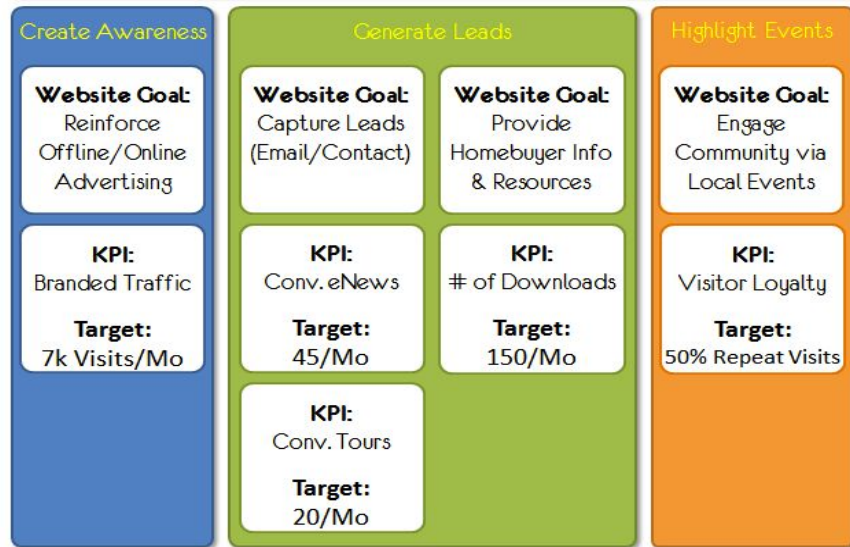 Create Awareness
Website Goal:
Reinforce
Offline/Online
Advertising
KPI:
Branded Traffic
Target:
7k Visits/Mo
Generate Leads
Website Goal:
Capture Leads
(Email/Contact)
KPI:
Conv. eNews
Target:
45/Mo
KPI:
Conv. Tours
Target:
20/Mo
Website Goal:
Provide
Homebuyer Info
& Resources
KPI:
# of Downloads
Target:
150/Mo
Highlight Events
Website Goal:
Engage
Community via
Local Events
KPI:
Visitor Loyalty
Target:
50% Repeat Visits